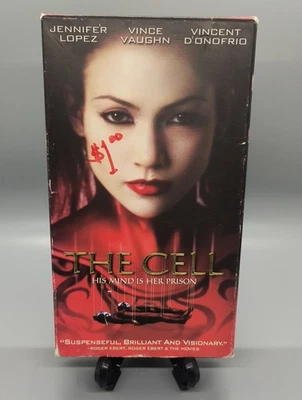 JENNIFER VINCE VINCENT
LOPEZ VAUGHN D'ONOFRIO
$1.00
THE CELL
HIS MIND IS HER PRISON
"SUSPENSEFUL, BRILLIANT AND VISIONARY."
-ROGER EBERT, ROGER EBERT & THE MOVIES